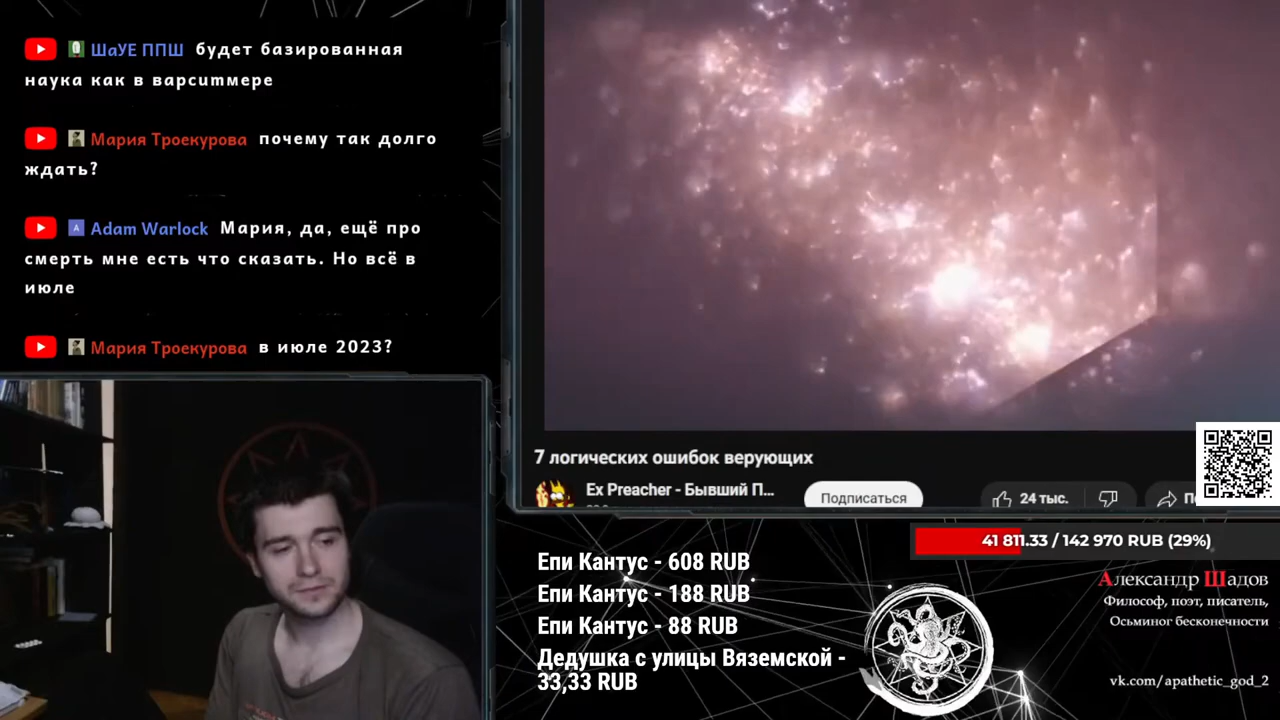 ШаУЕ ППШ будет базированная
наука как в варсиmмере
Мария Троекурова почему так долго
ждать?
Adam Warlock Мария, да, ещё про
смерть мне есть что сказать. Но всё в
июле
Мария Троекурова в июле 2023?
7 логических ошибок верующих
Ex Preacher - Бывший П...
Подписаться
24 тыс.
41 811.33 / 142 970 RUB (29%)
Епи Кантус - 608 RUB
Епи Кантус - 188 RUB
Епи Кантус - 88 RUB
Дедушка с улицы Вяземской -
33,33 RUB
Александр Шадов
Философ, поэт, писатель,
Осьминог бесконечности
vk.com/apathetic_god_2